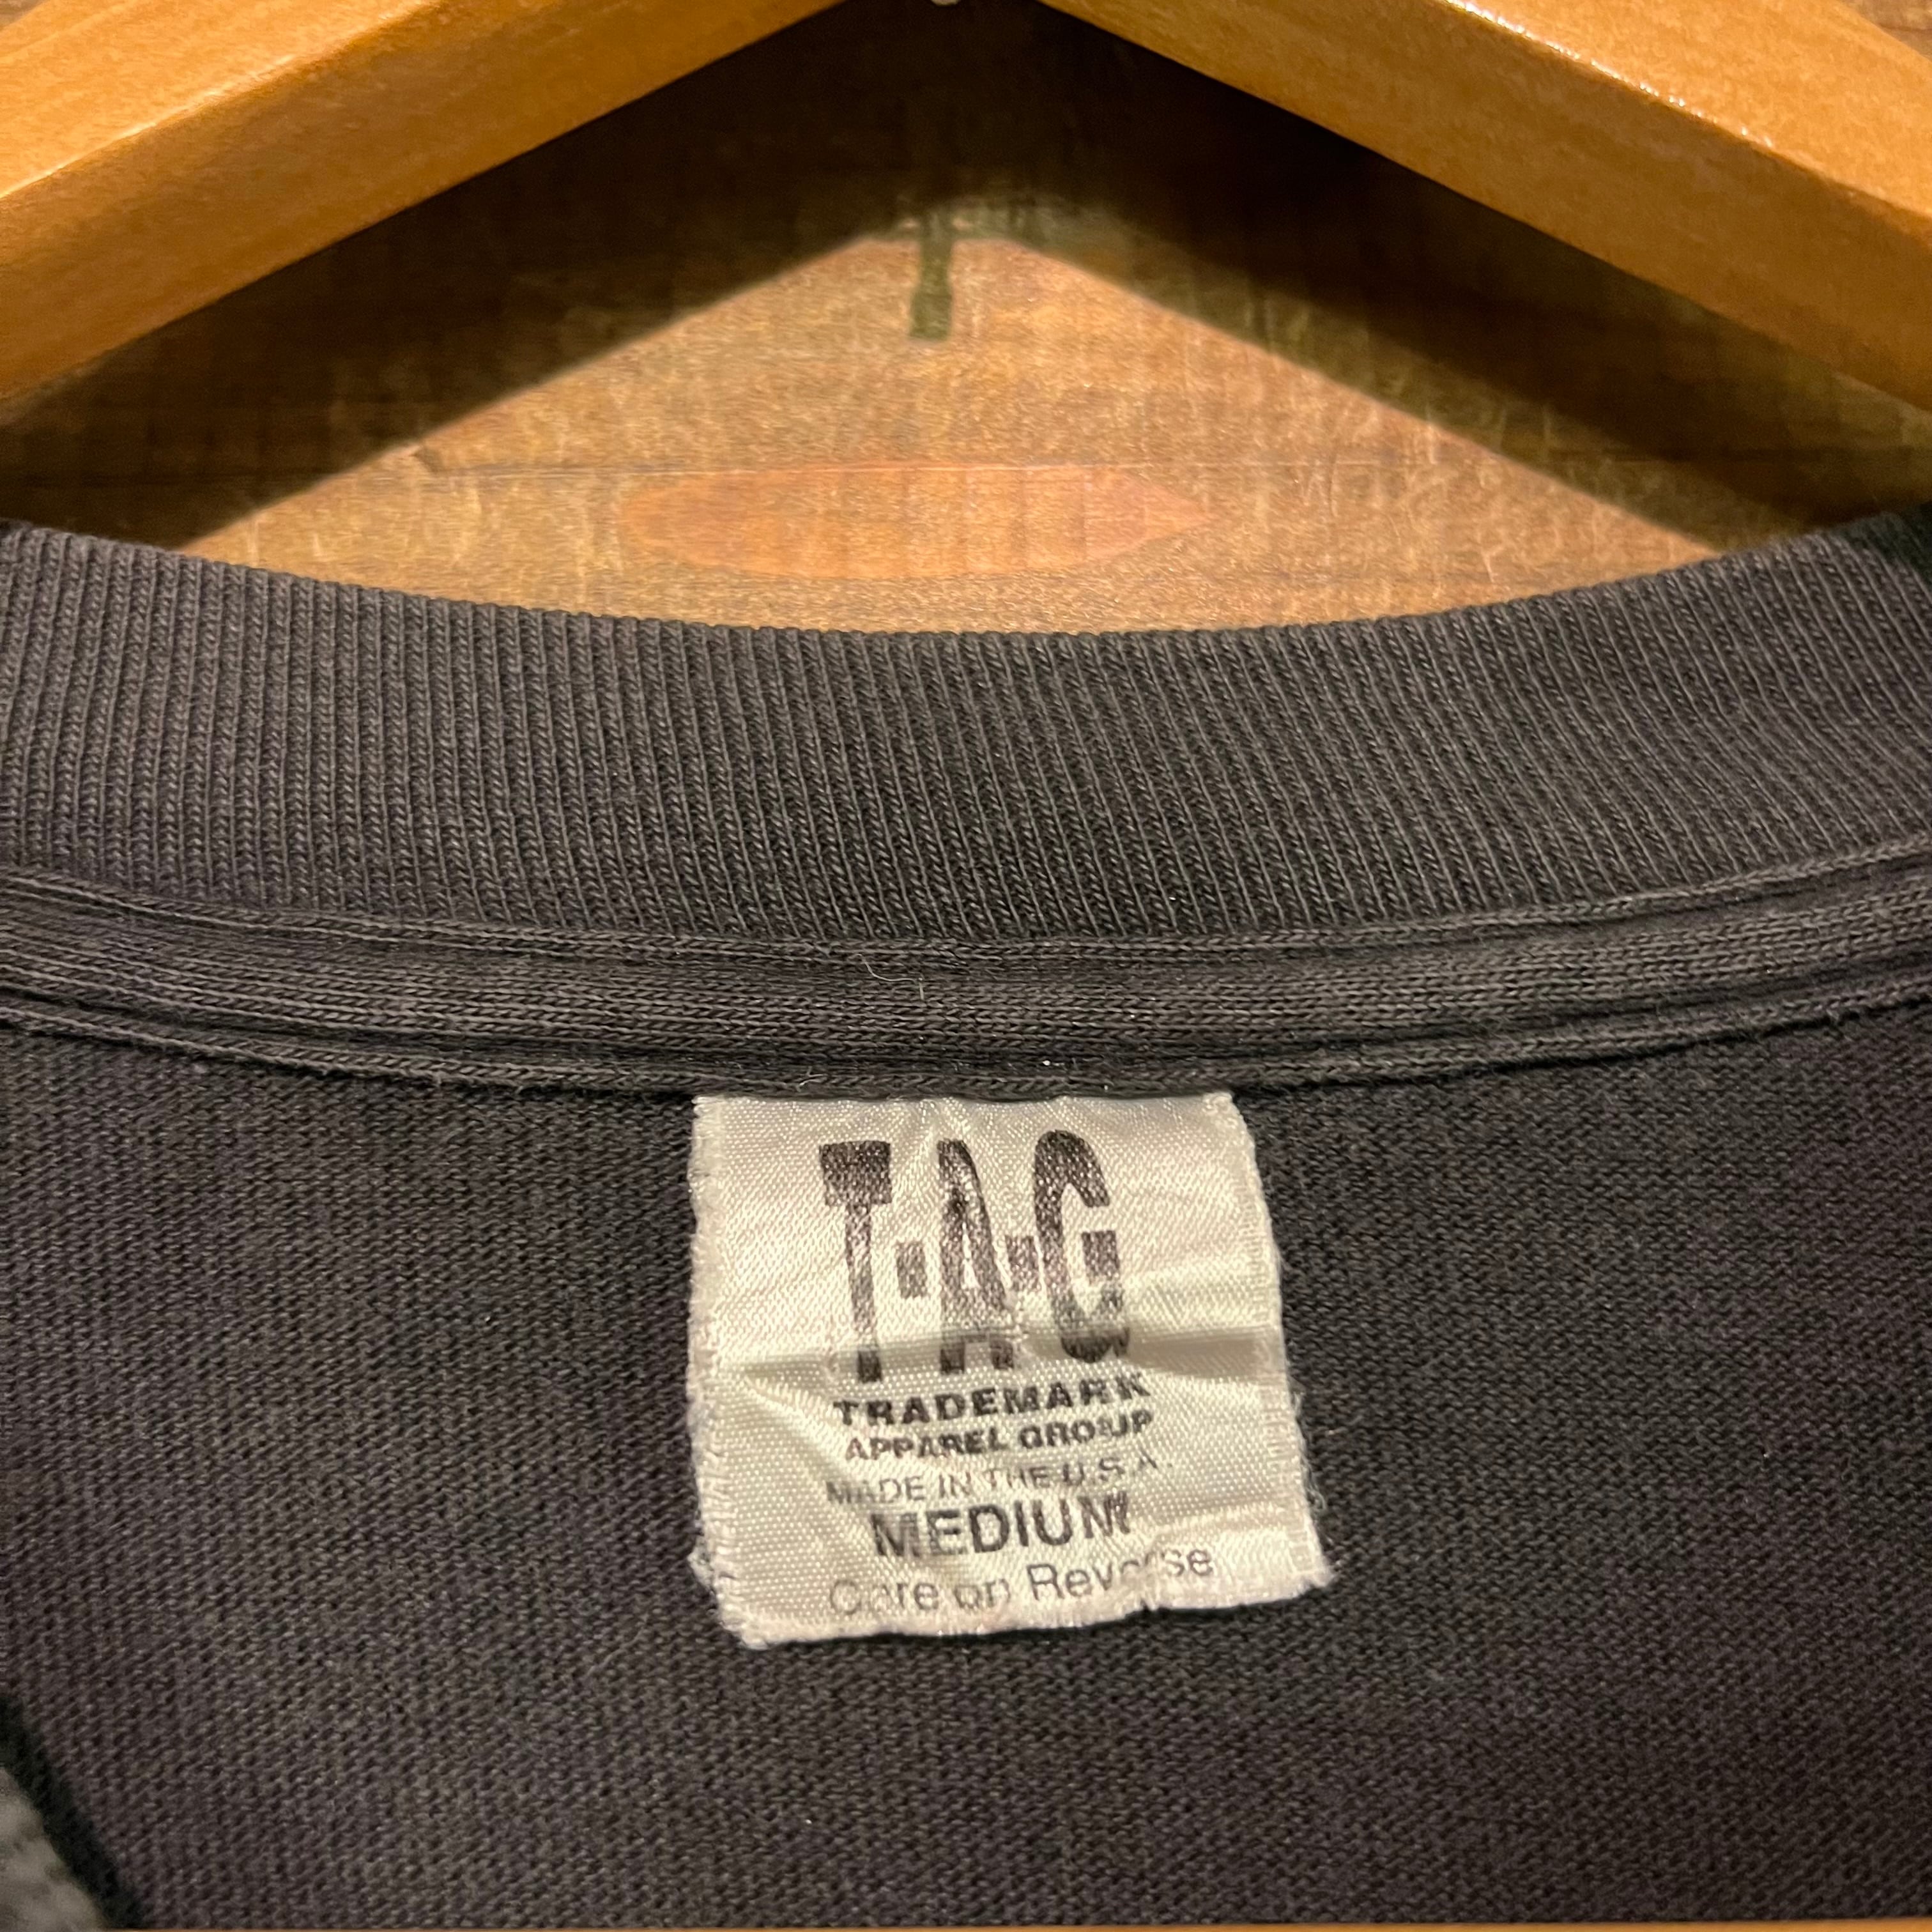 T-A-G
TRADEMARK
APPAREL GROUP
MADE IN THE U.S.A.
MEDIUM
Care on Reverse